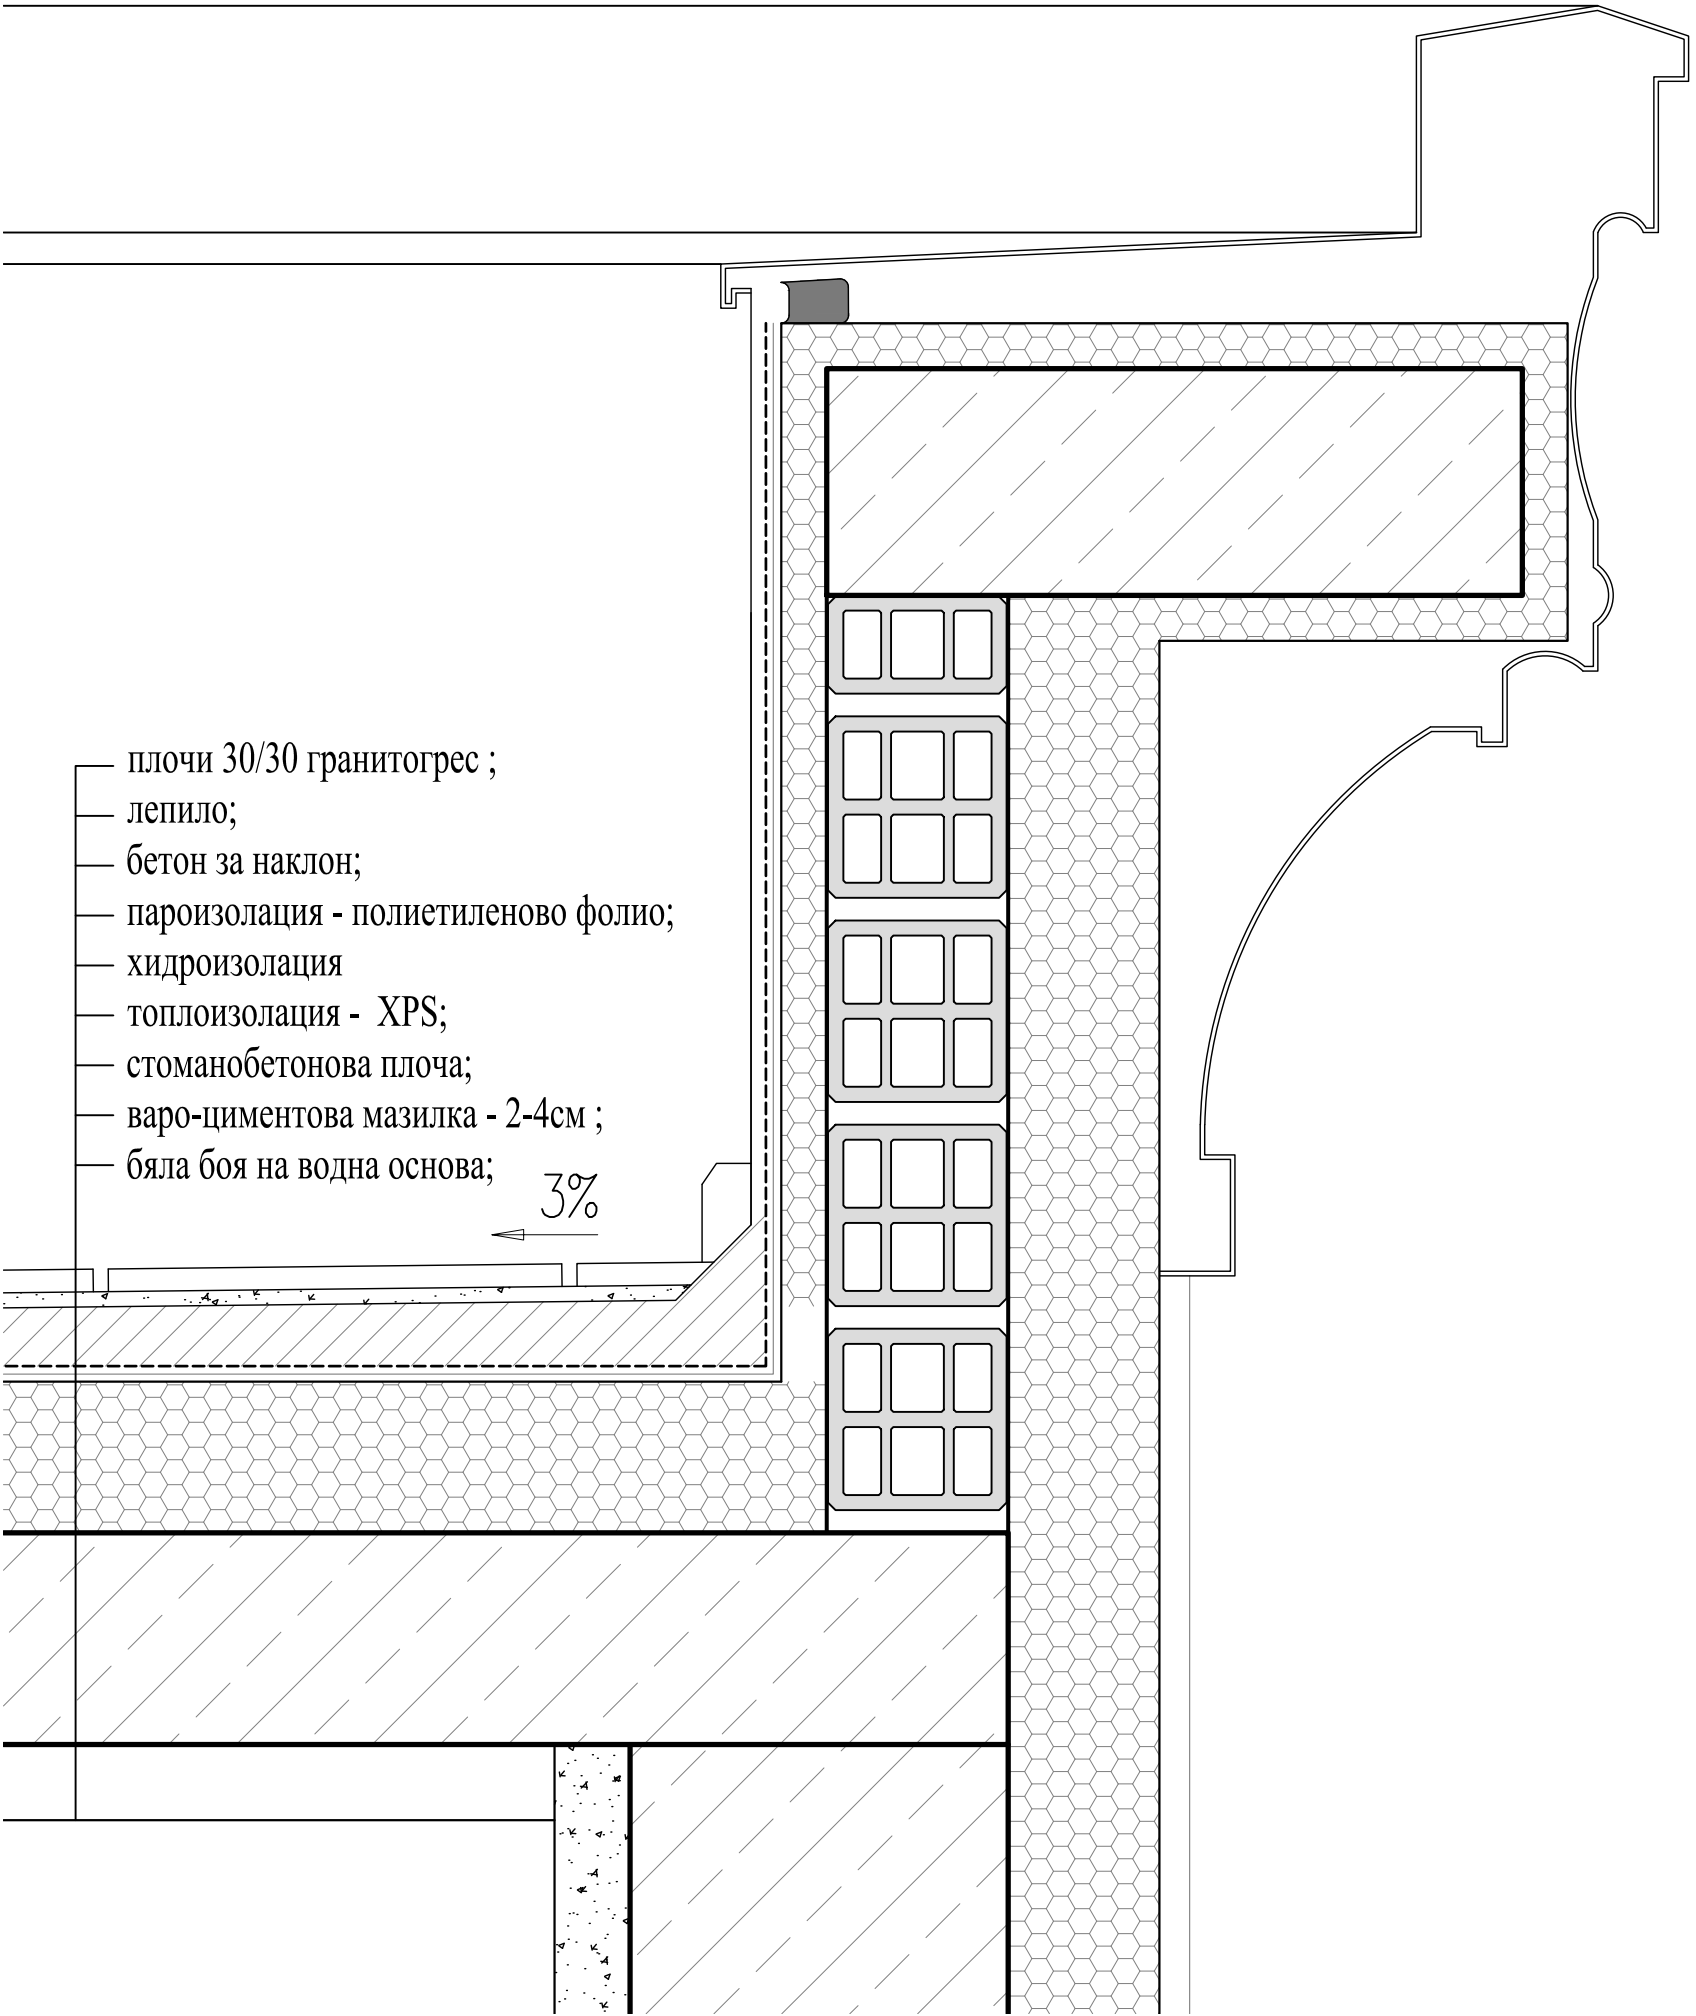 плочи 30/30 гранитогрес ;
лепило;
бетон за наклон;
пароизолация - полиетиленово фолио;
хидроизолация
топлоизолация - XPS;
стоманобетонова плоча;
варо-циментова мазилка - 2-4см ;
бяла боя на водна основа;
3%